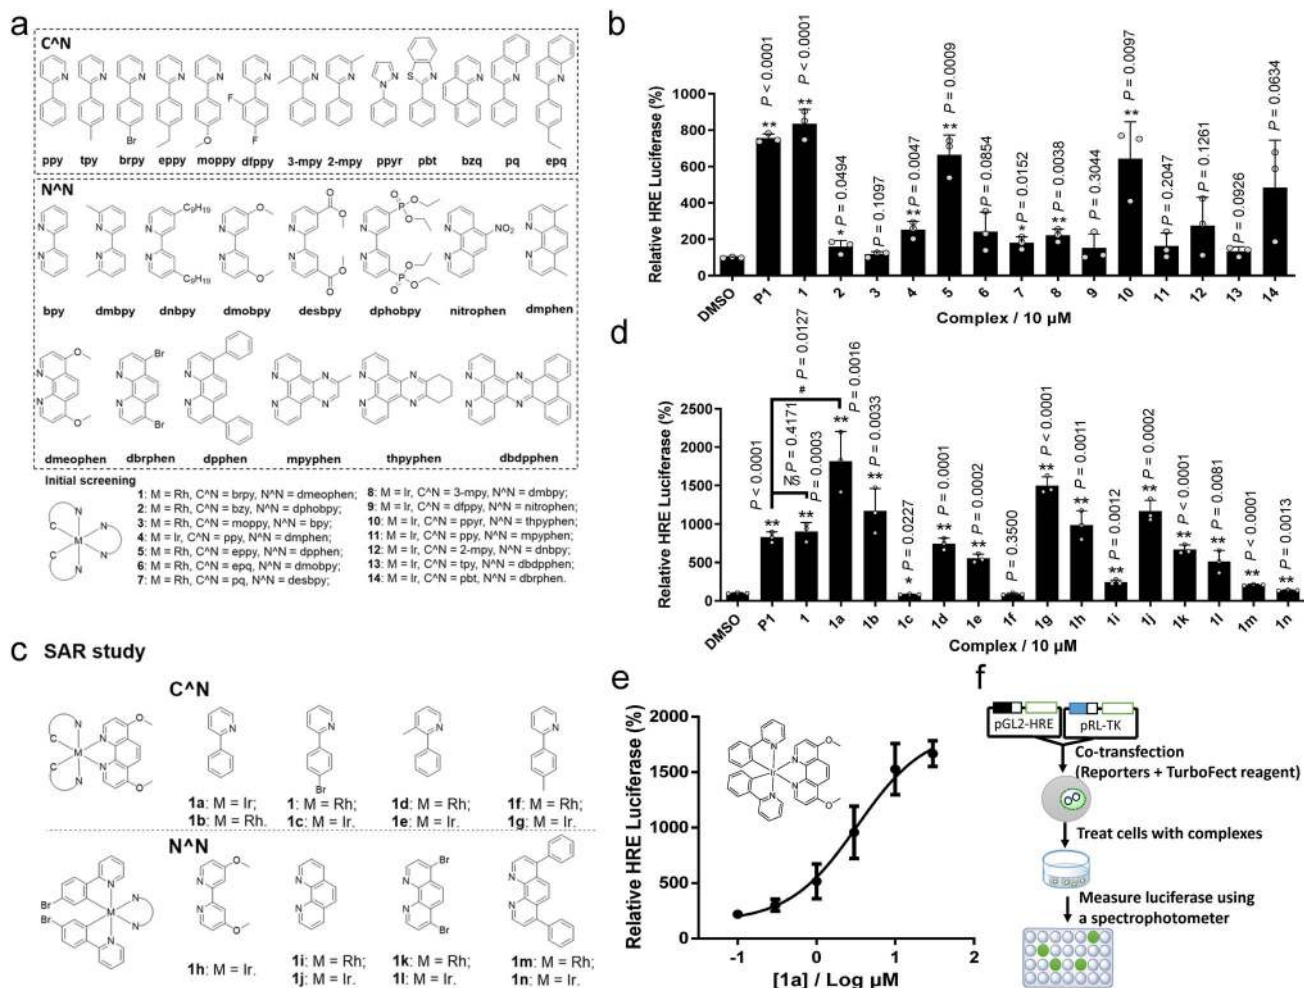 a
C^N
ppy tpy brpy eppy moppy dfppy 3-mpy 2-mpy ppyr pbt bzq pq epq
N^N
bpy dmbpy dnbpy dmobpy desbpy dphobpy nitrophen dmphen
dmeophen dbrphen dpphen mpyphen thpyphen dbdpphen
Initial screening
1: M = Rh, C^N = brpy, N^N = dmeophen;
2: M = Rh, C^N = bzy, N^N = dphobpy;
3: M = Rh, C^N = moppy, N^N = bpy;
4: M = Ir, C^N = ppy, N^N = dmphen;
5: M = Rh, C^N = eppy, N^N = dpphen;
6: M = Rh, C^N = epq, N^N = dmobpy;
7: M = Rh, C^N = pq, N^N = desbpy;
8: M = Ir, C^N = 3-mpy, N^N = dmbpy;
9: M = Ir, C^N = dfppy, N^N = nitrophen;
10: M = Ir, C^N = ppyr, N^N = thpyphen;
11: M = Ir, C^N = ppy, N^N = mpyphen;
12: M = Ir, C^N = 2-mpy, N^N = dnbpy;
13: M = Ir, C^N = tpy, N^N = dbdpphen;
14: M = Ir, C^N = pbt, N^N = dbrphen.
b
Relative HRE Luciferase (%)
1000
800
600
400
200
0
P < 0.0001
P < 0.0001
P = 0.0494
P = 0.1097
P = 0.0047
P = 0.0009
P = 0.0854
P = 0.0152
P = 0.0038
P = 0.3044
P = 0.0097
P = 0.2047
P = 0.1261
P = 0.0926
P = 0.0634
DMSO P1 1 2 3 4 5 6 7 8 9 10 11 12 13 14
Complex / 10 μM
c SAR study
C^N
1a: M = Ir; 1: M = Rh; 1d: M = Rh; 1f: M = Rh;
1b: M = Rh. 1c: M = Ir. 1e: M = Ir. 1g: M = Ir.
N^N
1h: M = Ir. 1i: M = Rh; 1k: M = Rh; 1m: M = Rh;
1j: M = Ir. 1l: M = Ir. 1n: M = Ir.
d
Relative HRE Luciferase (%)
2500
2000
1500
1000
500
0
# P = 0.0127
NS P = 0.4171
P < 0.0001
P = 0.0003
P = 0.0016
P = 0.0033
P = 0.0227
P = 0.0001
P = 0.0002
P = 0.3500
P < 0.0001
P = 0.0011
P = 0.0012
P = 0.0002
P < 0.0001
P = 0.0081
P < 0.0001
P = 0.0013
DMSO P1 1 1a 1b 1c 1d 1e 1f 1g 1h 1i 1j 1k 1l 1m 1n
Complex / 10 μM
e
Relative HRE Luciferase (%)
2000
1500
1000
500
0
-1 0 1 2
[1a] / Log μM
f
pGL2-HRE pRL-TK
Co-transfection
(Reporters + TurboFect reagent)
Treat cells with complexes
Measure luciferase using
a spectrophotometer